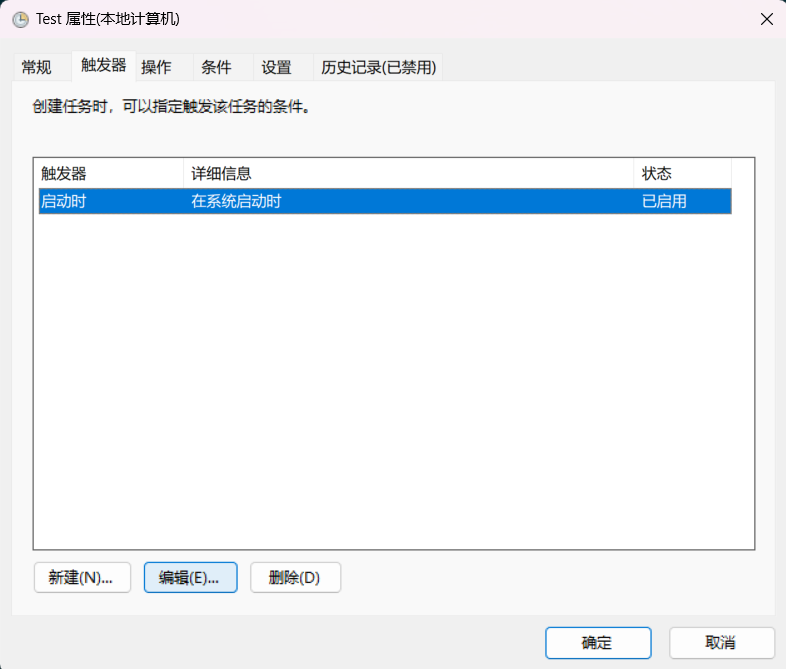 Test 属性(本地计算机)
常规 触发器 操作 条件 设置 历史记录(已禁用)
创建任务时，可以指定触发该任务的条件。
触发器 详细信息 状态
启动时 在系统启动时 已启用
新建(N)... 编辑(E)... 删除(D)
确定 取消